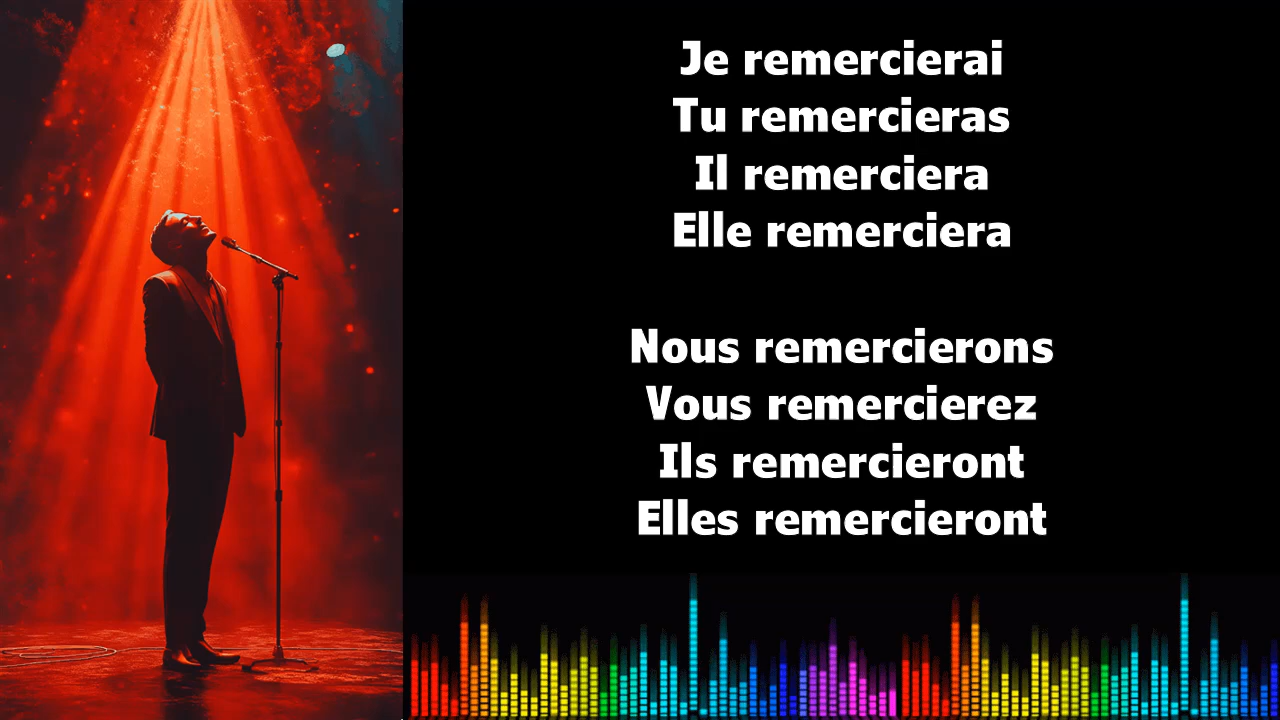 Je remercierai
Tu remercieras
Il remerciera
Elle remerciera
Nous remercierons
Vous remercierez
Ils remercieront
Elles remercieront